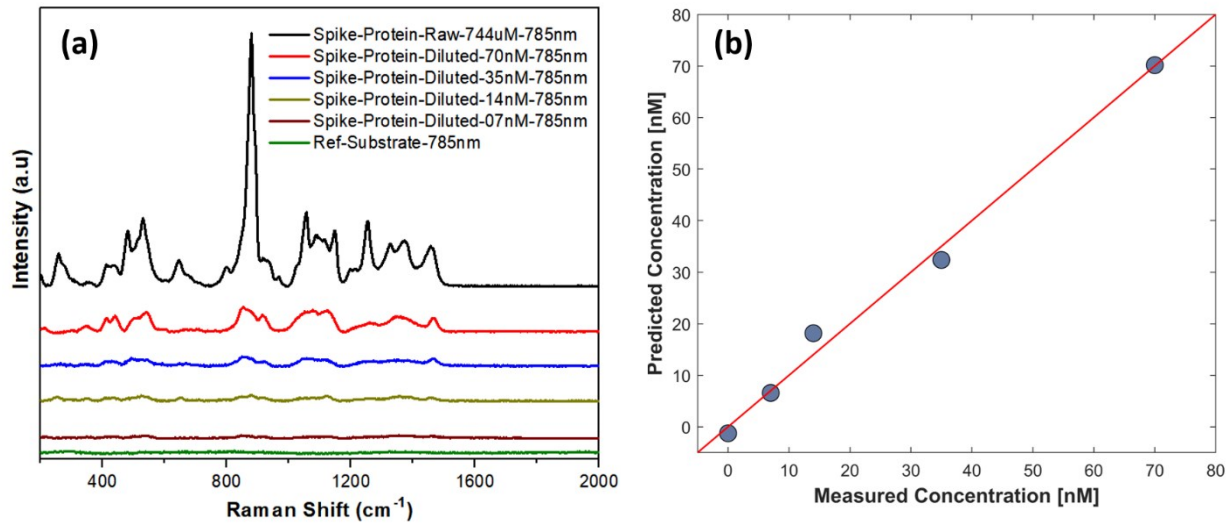 (a)
Spike-Protein-Raw-744uM-785nm
Spike-Protein-Diluted-70nM-785nm
Spike-Protein-Diluted-35nM-785nm
Spike-Protein-Diluted-14nM-785nm
Spike-Protein-Diluted-07nM-785nm
Ref-Substrate-785nm
Intensity (a.u)
400 800 1200 1600 2000
Raman Shift (cm⁻¹)
(b)
80
70
60
50
40
30
20
10
0
Predicted Concentration [nM]
0 10 20 30 40 50 60 70 80
Measured Concentration [nM]